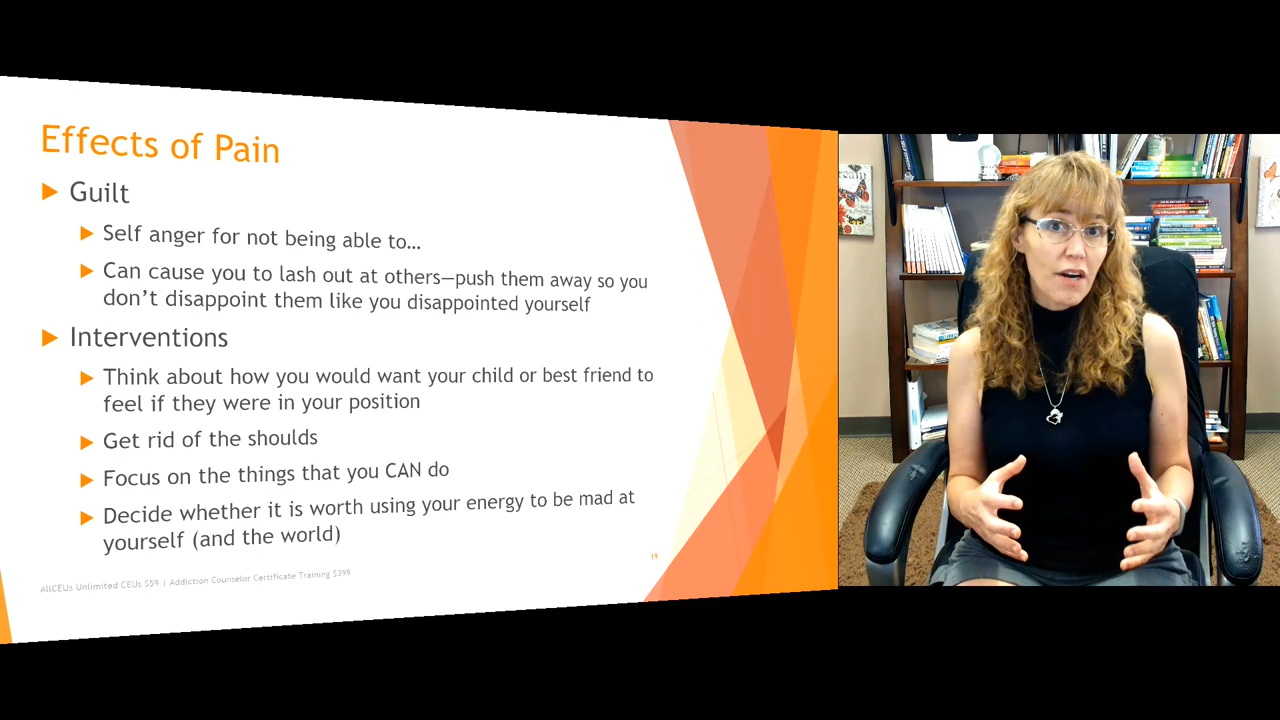 Effects of Pain
Guilt
Self anger for not being able to…
Can cause you to lash out at others—push them away so you
don’t disappoint them like you disappointed yourself
Interventions
Think about how you would want your child or best friend to
feel if they were in your position
Get rid of the shoulds
Focus on the things that you CAN do
Decide whether it is worth using your energy to be mad at
yourself (and the world)
AllCEUs Unlimited CEUs $59 | Addiction Counselor Certificate Training $399